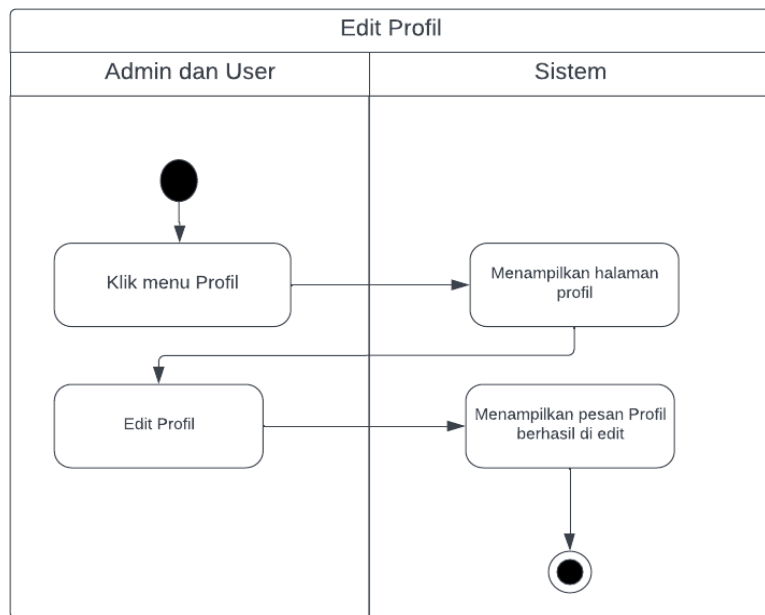 Edit Profil
Admin dan User
Sistem
Klik menu Profil
Menampilkan halaman
profil
Edit Profil
Menampilkan pesan Profil
berhasil di edit